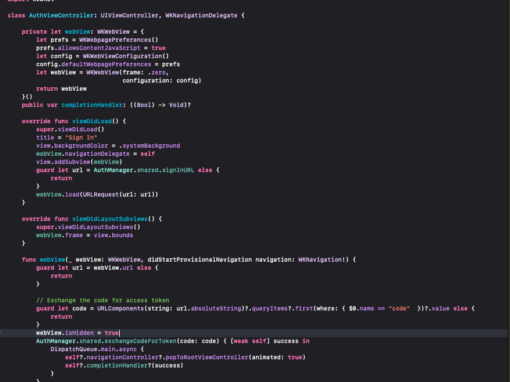 class AuthViewController: UIViewController, WKNavigationDelegate {
private let webView: WKWebView = {
let prefs = WKWebpagePreferences()
prefs.allowsContentJavaScript = true
let config = WKWebViewConfiguration()
config.defaultWebpagePreferences = prefs
let webView = WKWebView(frame: .zero,
configuration: config)
return webView
}()
public var completionHandler: ((Bool) -> Void)?
override func viewDidLoad() {
super.viewDidLoad()
title = "Sign In"
view.backgroundColor = .systemBackground
webView.navigationDelegate = self
view.addSubview(webView)
guard let url = AuthManager.shared.signInURL else {
return
}
webView.load(URLRequest(url: url))
}
override func viewDidLayoutSubviews() {
super.viewDidLayoutSubviews()
webView.frame = view.bounds
}
func webView(_ webView: WKWebView, didStartProvisionalNavigation navigation: WKNavigation!) {
guard let url = webView.url else {
return
}
// Exchange the code for access token
guard let code = URLComponents(string: url.absoluteString)?.queryItems?.first(where: { $0.name == "code" })?.value else {
return
}
webView.isHidden = true
AuthManager.shared.exchangeCodeForToken(code: code) { [weak self] success in
DispatchQueue.main.async {
self?.navigationController?.popToRootViewController(animated: true)
self?.completionHandler?(success)
}